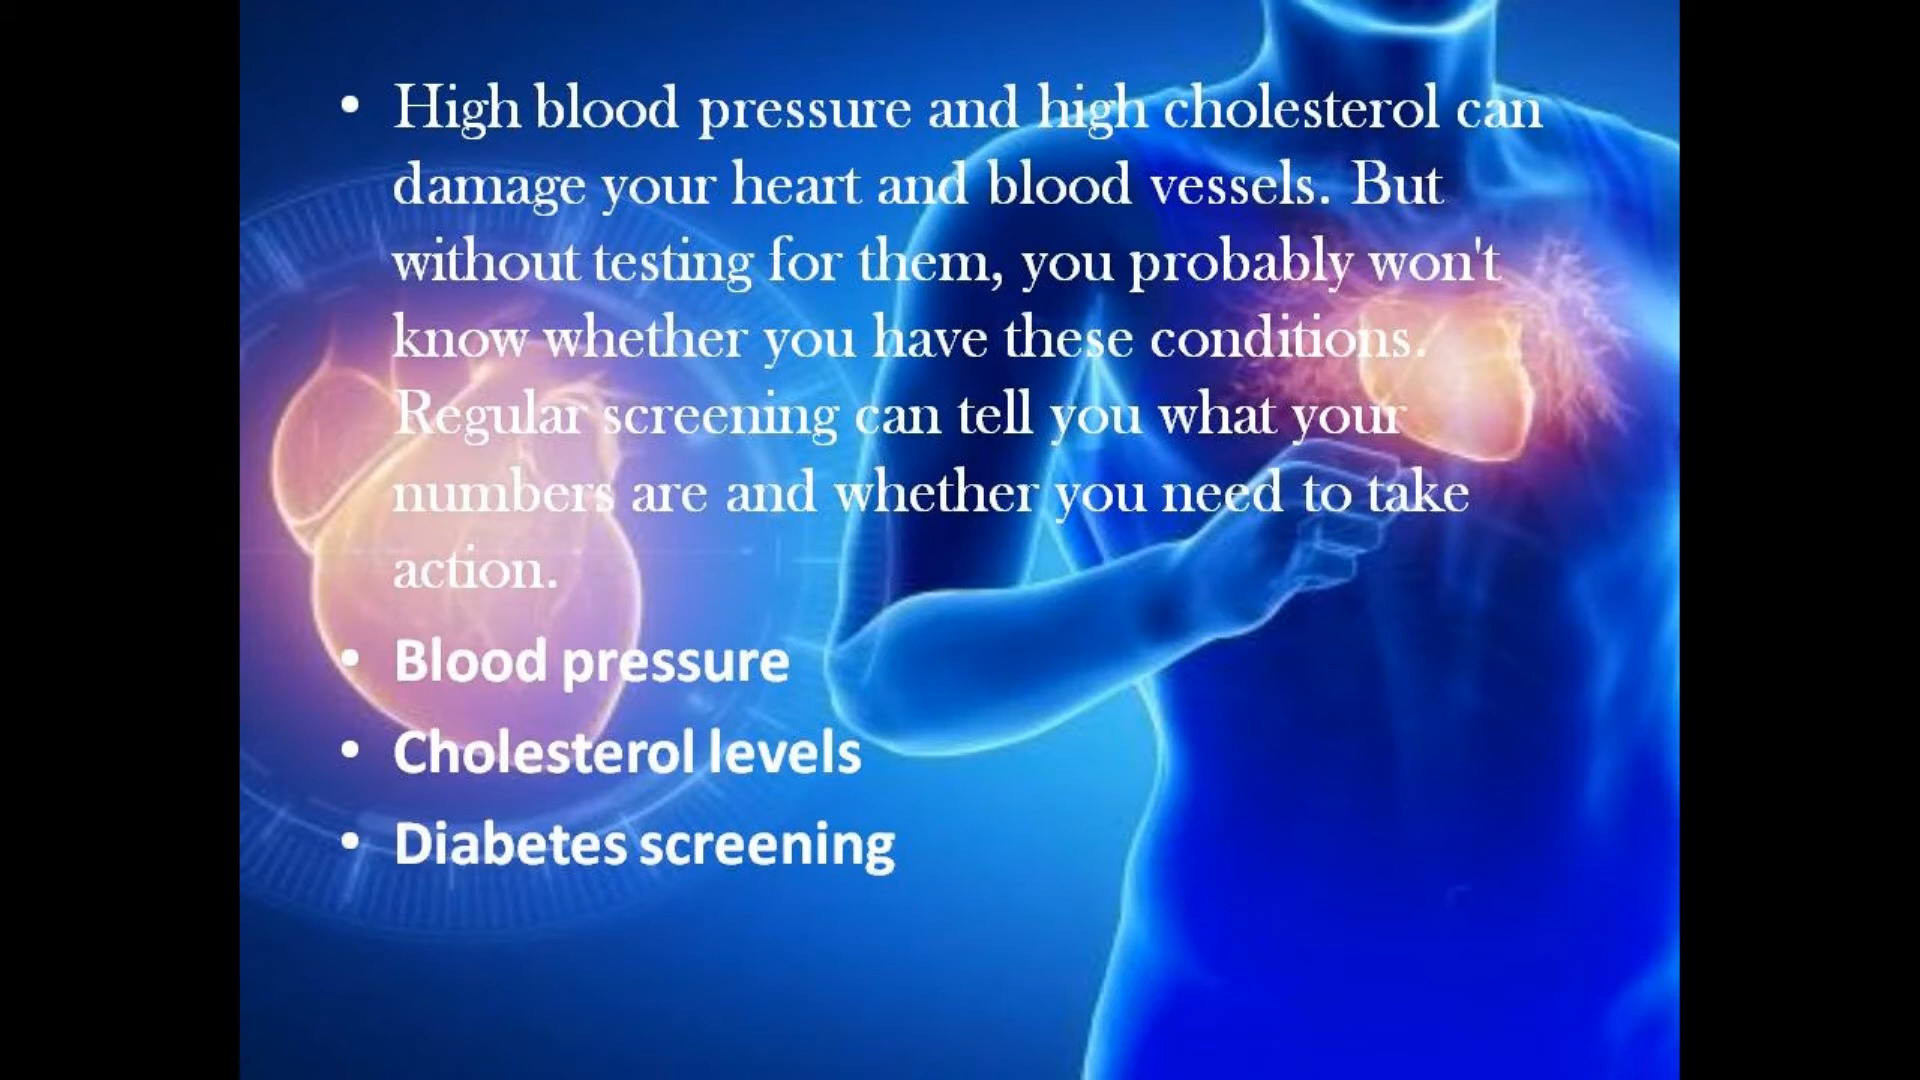 • High blood pressure and high cholesterol can
damage your heart and blood vessels. But
without testing for them, you probably won't
know whether you have these conditions.
Regular screening can tell you what your
numbers are and whether you need to take
action.
• Blood pressure
• Cholesterol levels
• Diabetes screening